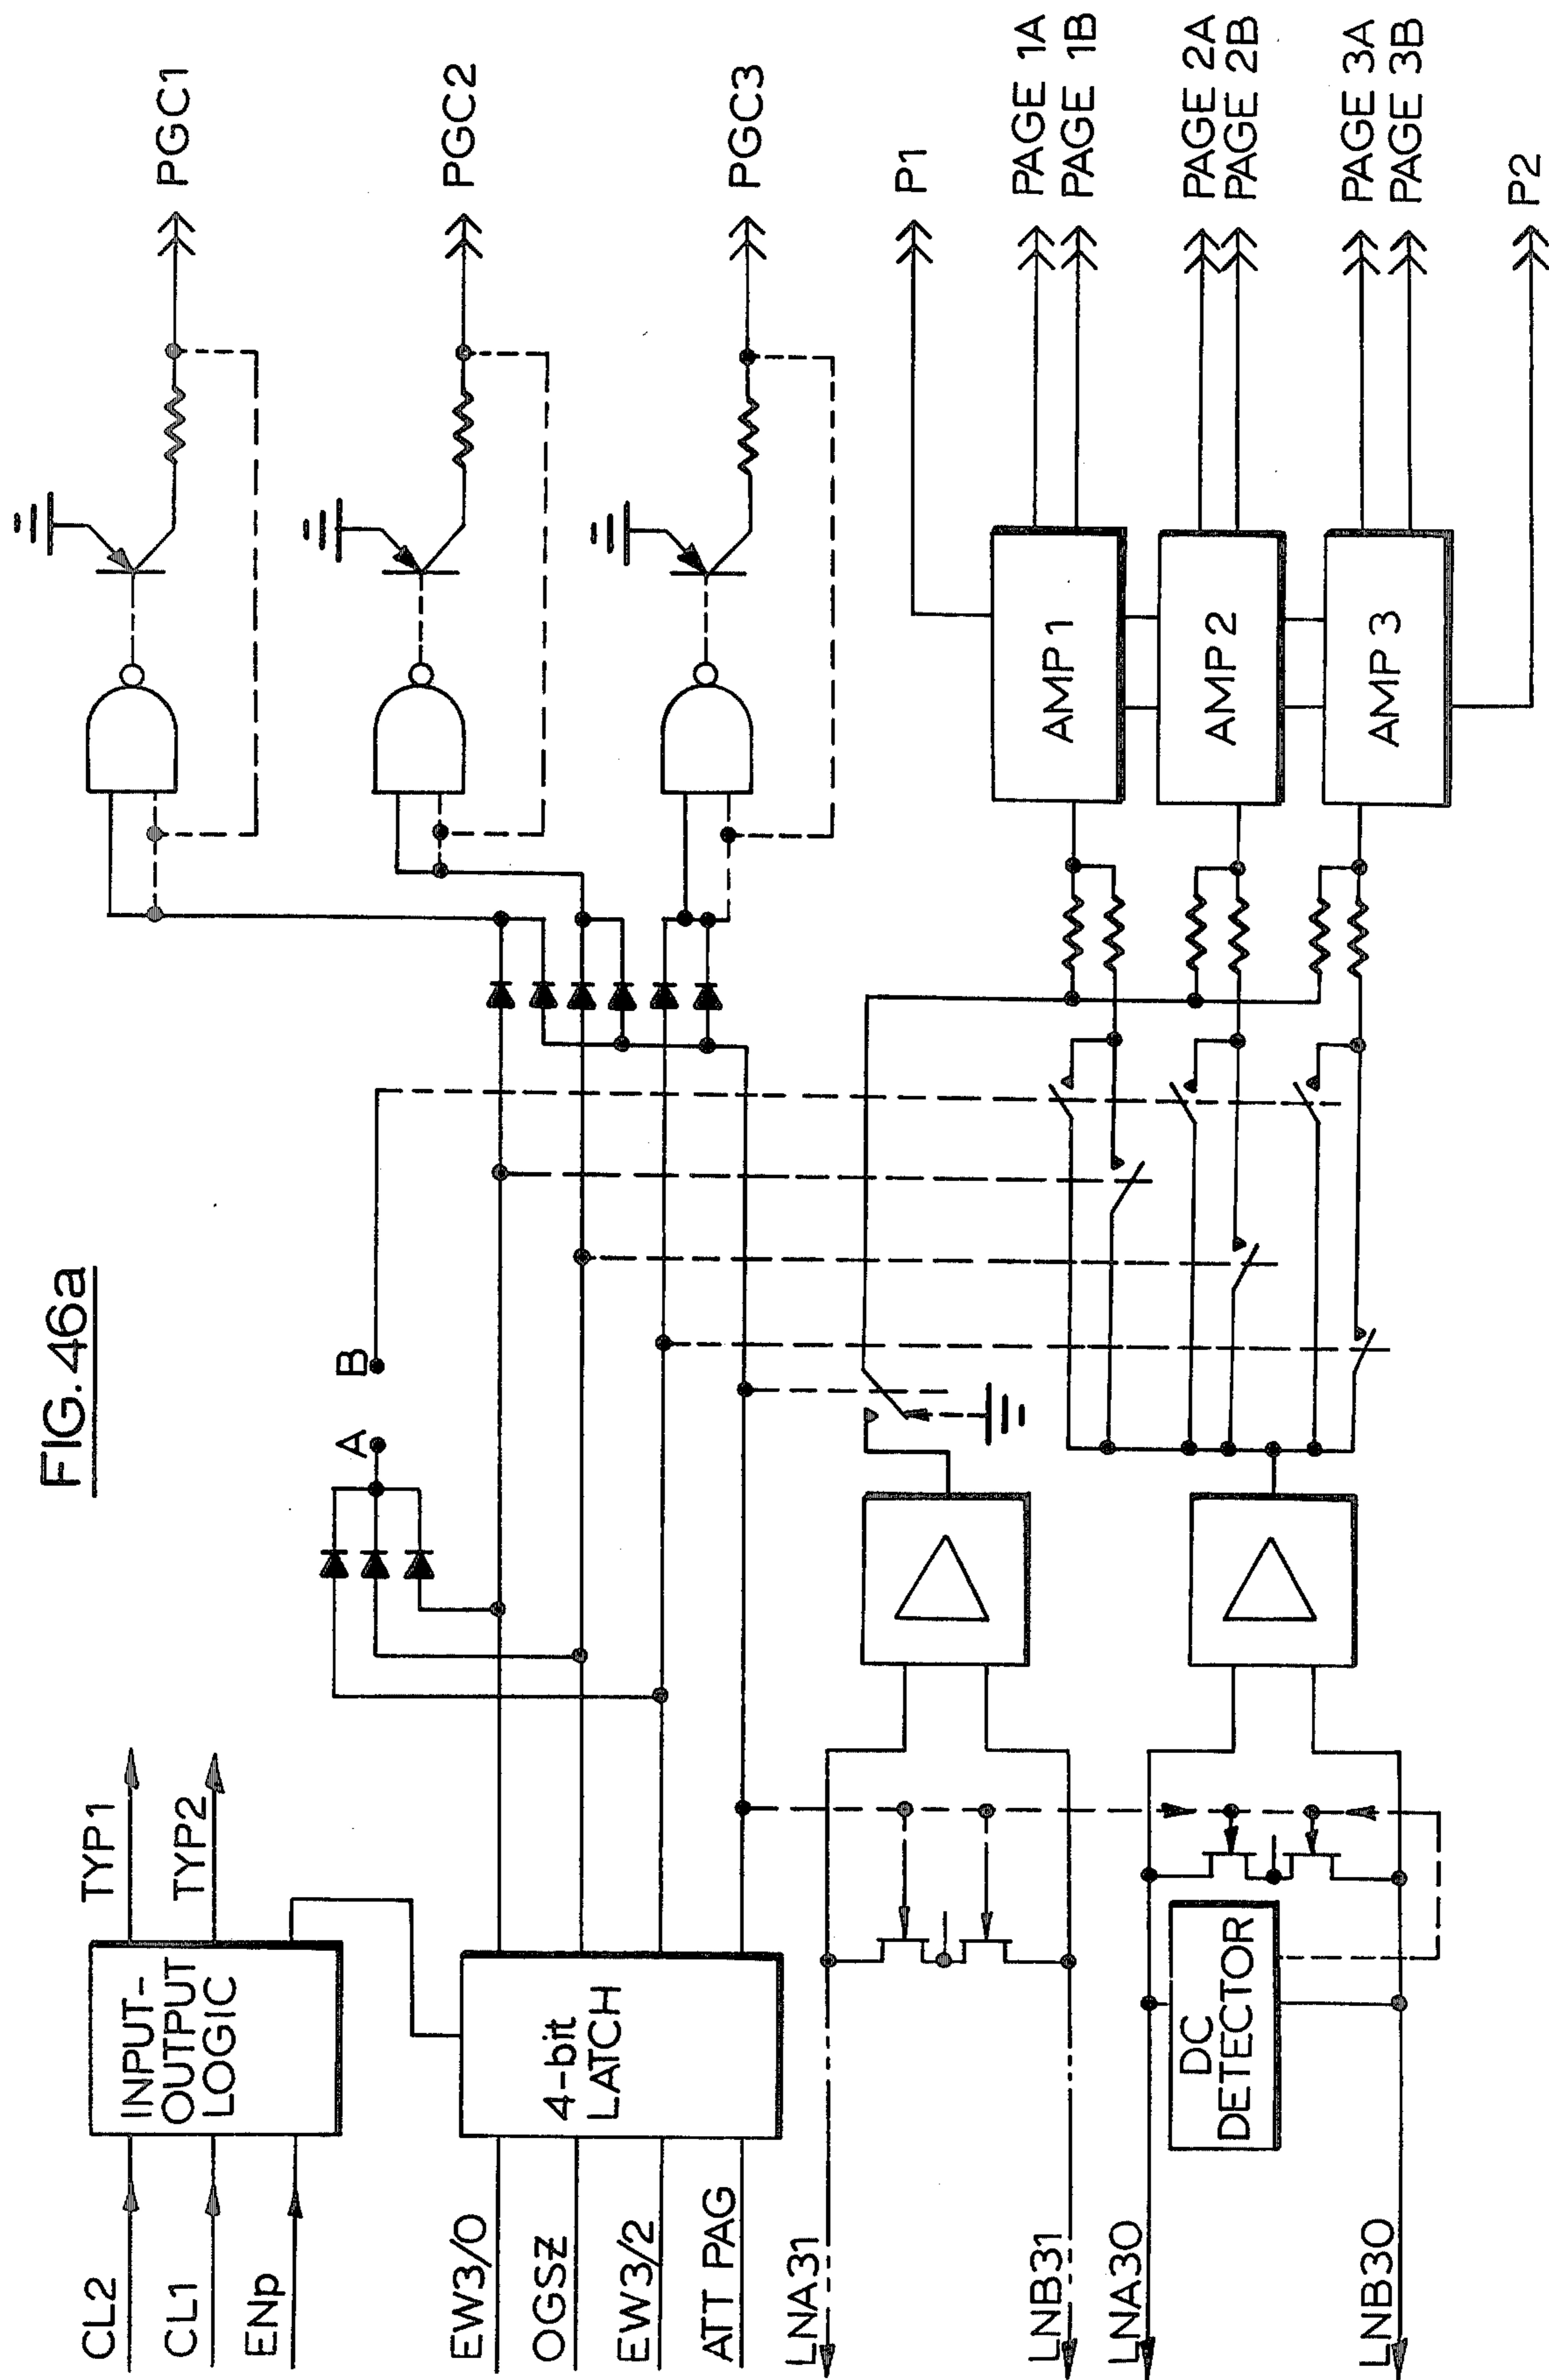 FIG. 46a
CL2
CL1
ENp
INPUT-
OUTPUT
LOGIC
TYP1
TYP2
EW3/0
OGSZ
EW3/2
ATT PAG
4-bit
LATCH
A
B
PGC1
PGC2
PGC3
LNA31
LNB31
LNA30
LNB30
DC
DETECTOR
AMP 1
AMP 2
AMP 3
P1
PAGE 1A
PAGE 1B
PAGE 2A
PAGE 2B
PAGE 3A
PAGE 3B
P2